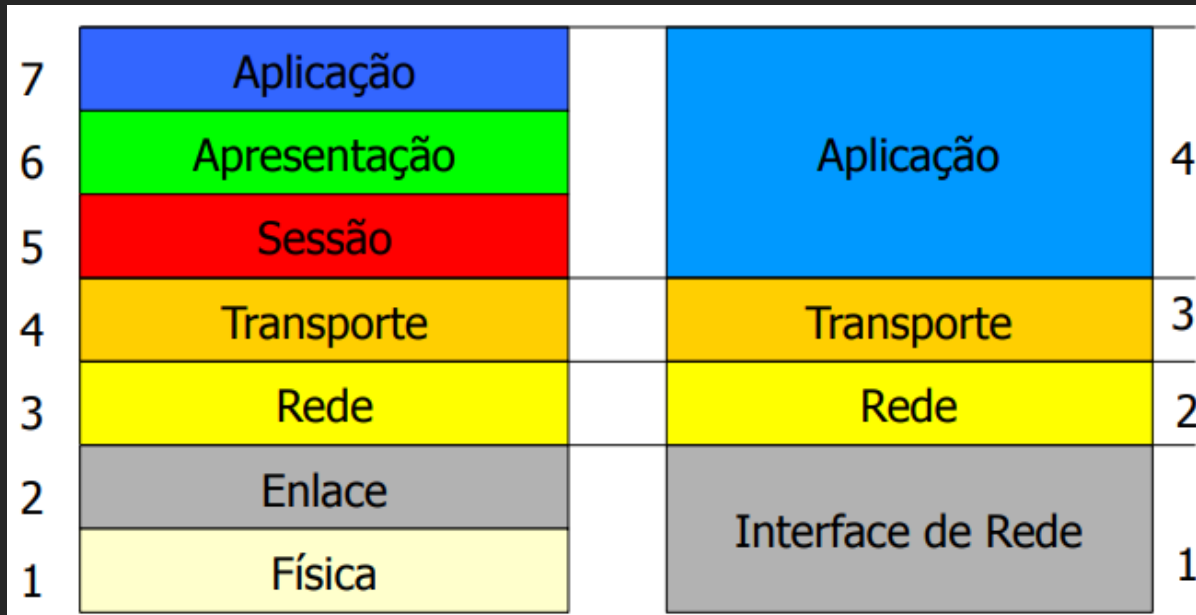 7 Aplicação
6 Apresentação
5 Sessão
4 Transporte
3 Rede
2 Enlace
1 Física
Aplicação 4
Transporte 3
Rede 2
Interface de Rede 1